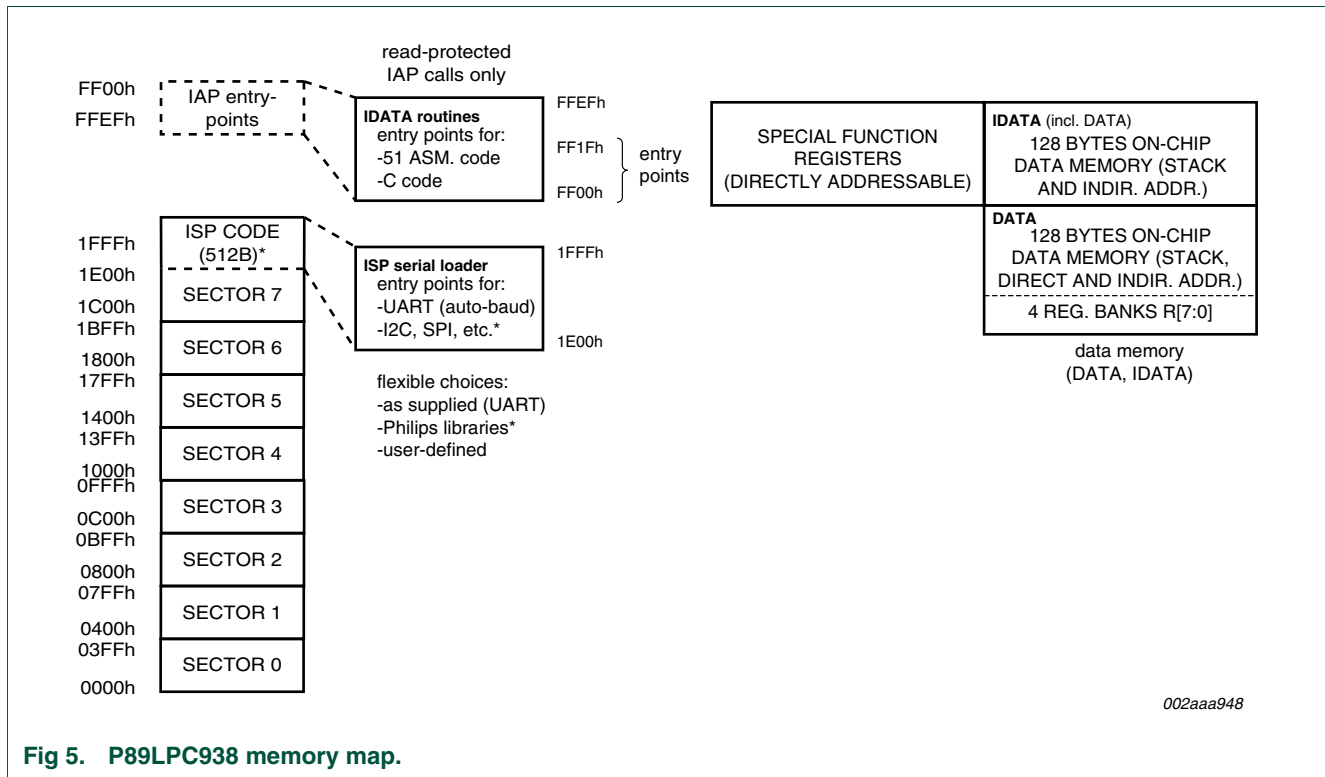 read-protected
IAP calls only
FF00h
FFEFh
IAP entry-
points
IDATA routines
entry points for:
-51 ASM. code
-C code
FFEFh
FF1Fh
FF00h
entry
points
SPECIAL FUNCTION
REGISTERS
(DIRECTLY ADDRESSABLE)
IDATA (incl. DATA)
128 BYTES ON-CHIP
DATA MEMORY (STACK
AND INDIR. ADDR.)
DATA
128 BYTES ON-CHIP
DATA MEMORY (STACK,
DIRECT AND INDIR. ADDR.)
4 REG. BANKS R[7:0]
data memory
(DATA, IDATA)
1FFFh
1E00h
ISP CODE
(512B)*
ISP serial loader
entry points for:
-UART (auto-baud)
-I2C, SPI, etc.*
1FFFh
1E00h
flexible choices:
-as supplied (UART)
-Philips libraries*
-user-defined
SECTOR 7
1C00h
1BFFh
SECTOR 6
1800h
17FFh
SECTOR 5
1400h
13FFh
SECTOR 4
1000h
0FFFh
SECTOR 3
0C00h
0BFFh
SECTOR 2
0800h
07FFh
SECTOR 1
0400h
03FFh
SECTOR 0
0000h
002aaa948
Fig 5. P89LPC938 memory map.